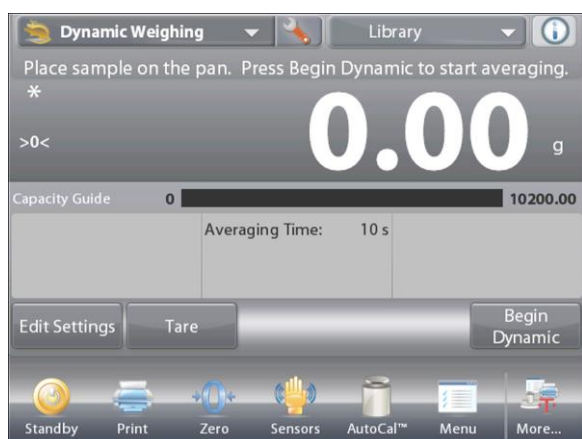 Dynamic Weighing Library
Place sample on the pan. Press Begin Dynamic to start averaging.
*
0.00 g
>0<
Capacity Guide 0 10200.00
Averaging Time: 10 s
Edit Settings Tare Begin Dynamic
Standby Print Zero Sensors AutoCal™ Menu More...